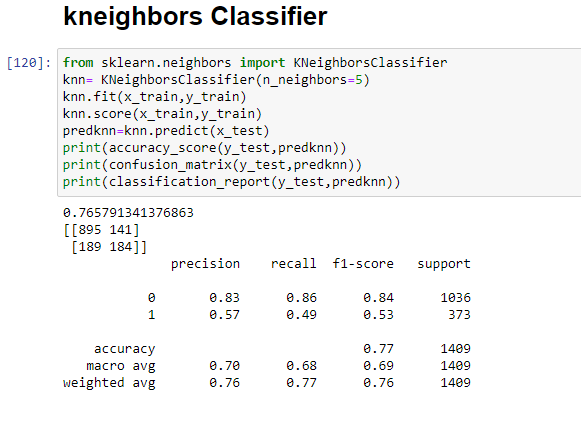 kneighbors Classifier
[120]: from sklearn.neighbors import KNeighborsClassifier
knn= KNeighborsClassifier(n_neighbors=5)
knn.fit(x_train,y_train)
knn.score(x_train,y_train)
predknn=knn.predict(x_test)
print(accuracy_score(y_test,predknn))
print(confusion_matrix(y_test,predknn))
print(classification_report(y_test,predknn))
0.765791341376863
[[895 141]
[189 184]]
precision recall f1-score support
0 0.83 0.86 0.84 1036
1 0.57 0.49 0.53 373
accuracy 0.77 1409
macro avg 0.70 0.68 0.69 1409
weighted avg 0.76 0.77 0.76 1409